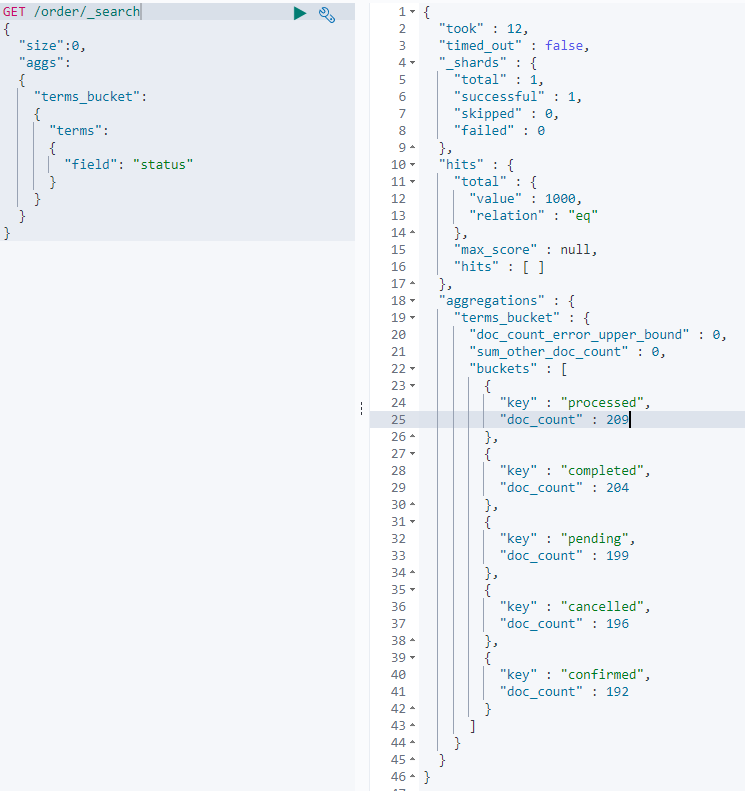 GET /order/_search
{
  "size":0,
  "aggs":
  {
    "terms_bucket":
    {
      "terms":
      {
        "field": "status"
      }
    }
  }
}
1 {
2   "took" : 12,
3   "timed_out" : false,
4   "_shards" : {
5     "total" : 1,
6     "successful" : 1,
7     "skipped" : 0,
8     "failed" : 0
9   },
10   "hits" : {
11     "total" : {
12       "value" : 1000,
13       "relation" : "eq"
14     },
15     "max_score" : null,
16     "hits" : [ ]
17   },
18   "aggregations" : {
19     "terms_bucket" : {
20       "doc_count_error_upper_bound" : 0,
21       "sum_other_doc_count" : 0,
22       "buckets" : [
23         {
24           "key" : "processed",
25           "doc_count" : 209
26         },
27         {
28           "key" : "completed",
29           "doc_count" : 204
30         },
31         {
32           "key" : "pending",
33           "doc_count" : 199
34         },
35         {
36           "key" : "cancelled",
37           "doc_count" : 196
38         },
39         {
40           "key" : "confirmed",
41           "doc_count" : 192
42         }
43       ]
44     }
45   }
46 }